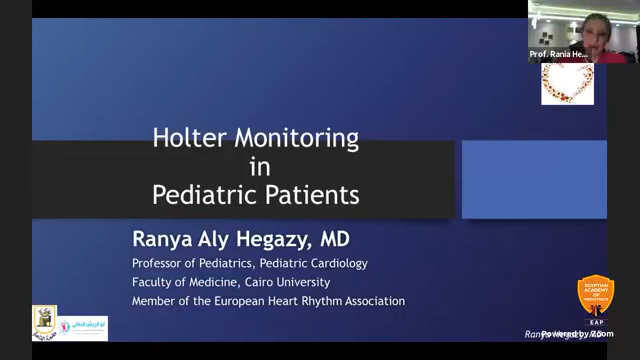 Prof. Rania He...
Holter Monitoring
in
Pediatric Patients
Ranya Aly Hegazy, MD
Professor of Pediatrics, Pediatric Cardiology
Faculty of Medicine, Cairo University
Member of the European Heart Rhythm Association
EGYPTIAN
ACADEMY
OF
PEDIATRICS
EAP
Powered by Zoom